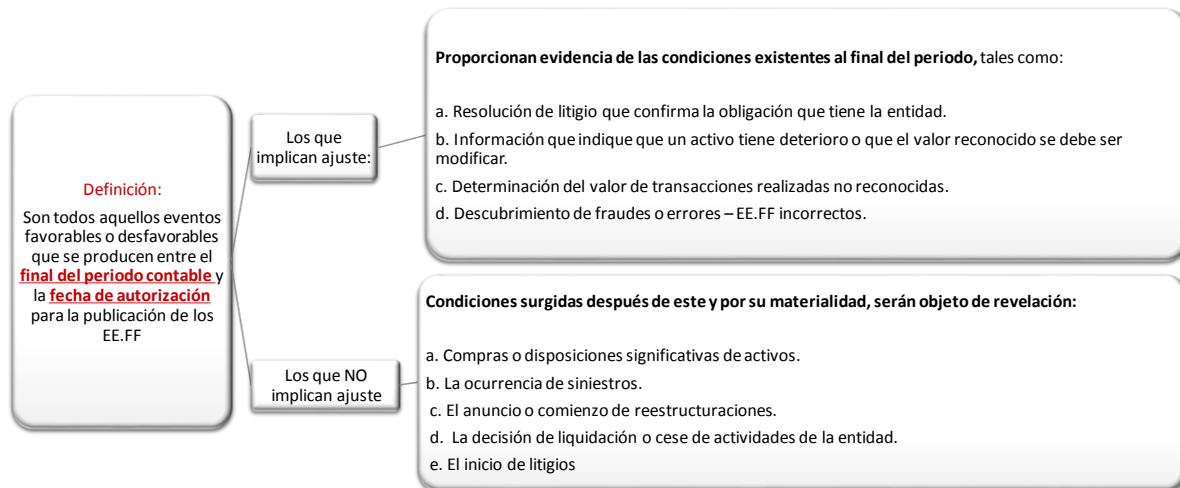 Definición:
Son todos aquellos eventos
favorables o desfavorables
que se producen entre el
final del periodo contable y
la fecha de autorización
para la publicación de los
EE.FF
Los que
implican ajuste:
Proporcionan evidencia de las condiciones existentes al final del periodo, tales como:
a. Resolución de litigio que confirma la obligación que tiene la entidad.
b. Información que indique que un activo tiene deterioro o que el valor reconocido se debe ser
modificar.
c. Determinación del valor de transacciones realizadas no reconocidas.
d. Descubrimiento de fraudes o errores – EE.FF incorrectos.
Los que NO
implican ajuste
Condiciones surgidas después de este y por su materialidad, serán objeto de revelación:
a. Compras o disposiciones significativas de activos.
b. La ocurrencia de siniestros.
c. El anuncio o comienzo de reestructuraciones.
d. La decisión de liquidación o cese de actividades de la entidad.
e. El inicio de litigios